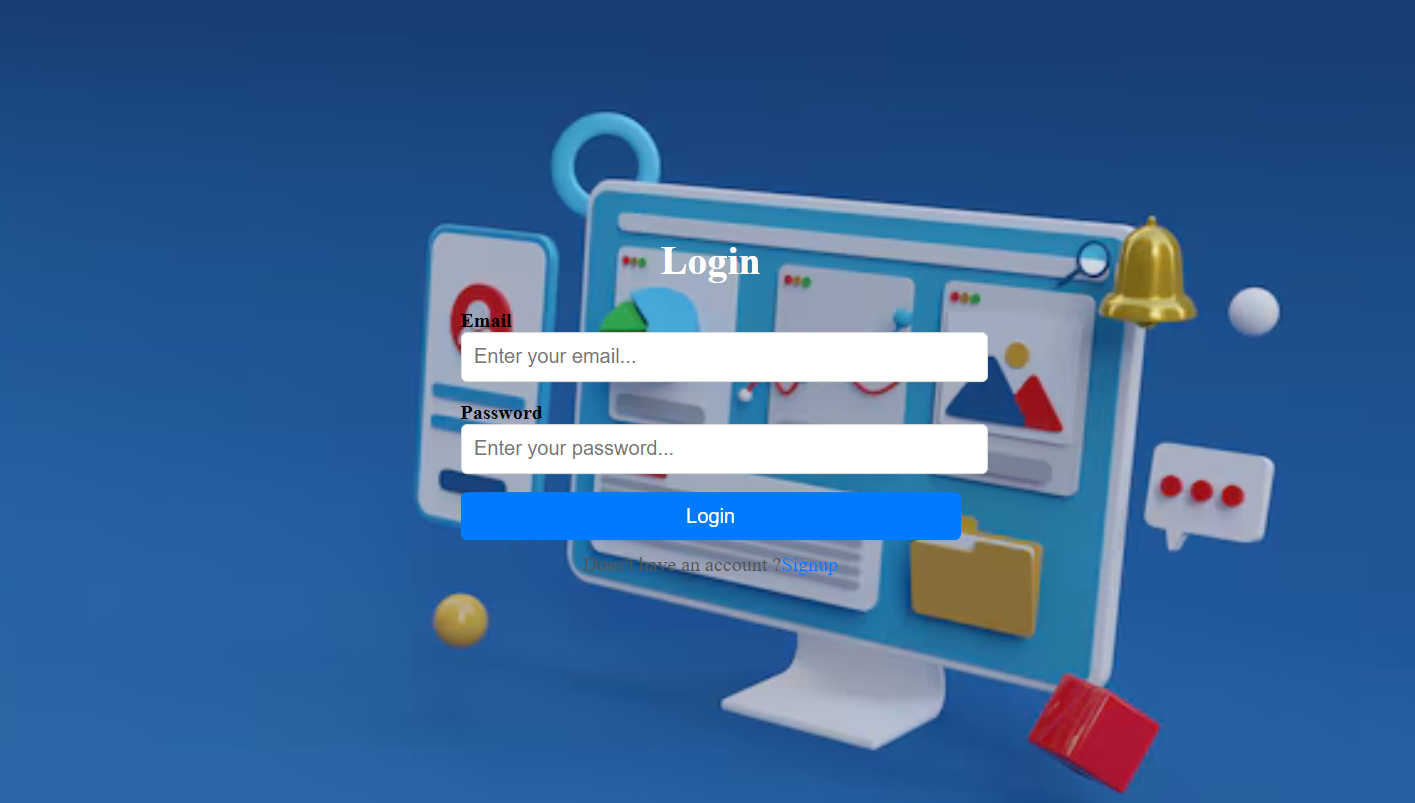 Login
Email
Enter your email...
Password
Enter your password...
Login
Doesn't have an account ?Signup